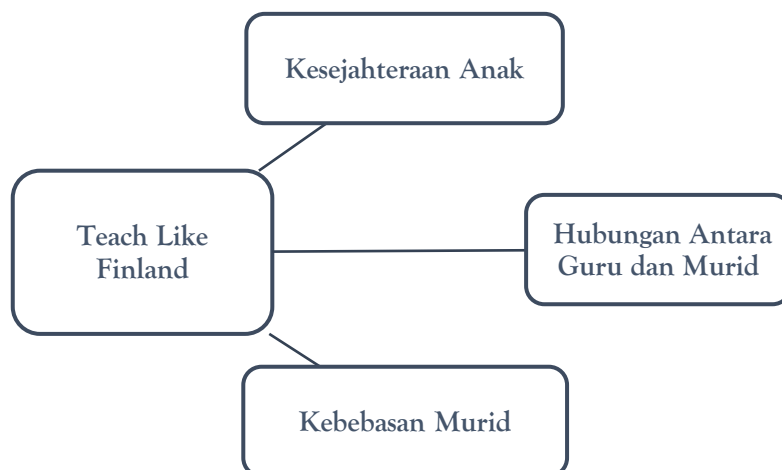 Kesejahteraan Anak
Teach Like
Finland
Hubungan Antara
Guru dan Murid
Kebebasan Murid